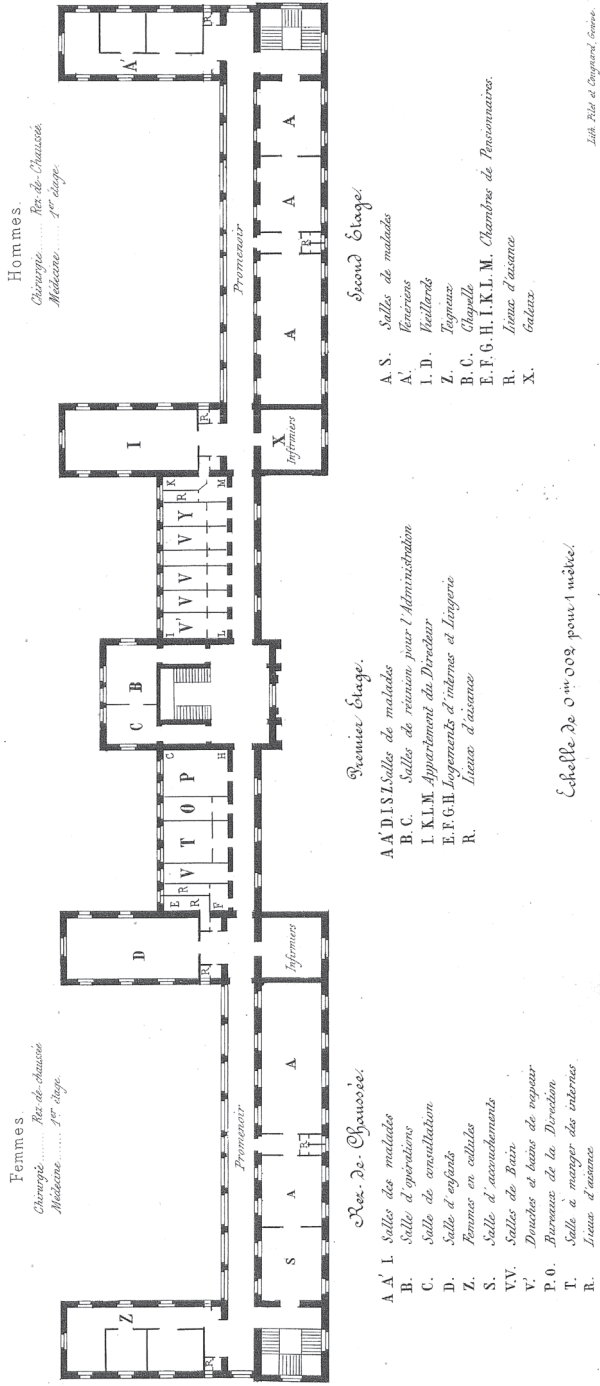 Femmes.
Chirurgie ........ Rez-de-chaussée
Médecine ........ 1er étage.
Hommes.
Chirurgie ........ Rez-de-Chaussée.
Médecine ........ 1er étage.
Z
D
E
R
R
F
V
T
O
P
C
H
C
B
I
L
V'
V
V
V
Y
R
K
M
I
A'
R
R
R
R
Promenoir
Promenoir
S
A
R
A
Infirmiers
X
Infirmiers
A
R
A
A
Rez-de-Chaussée.
A A' I. Salles des malades
B. Salle d'opérations
C. Salle de consultation
D. Salle d'enfants
Z. Femmes en cellules
S. Salle d'accouchements
V.V. Salles de Bain
V.' Douches et bains de vapeur
P.O. Bureaux de la Direction
T. Salle à manger des internes
R. Lieux d'aisance
Premier Etage.
A A' D.I.S.Z. Salles de malades
B. C. Salles de réunion pour l'Administration
I. K.L.M. Appartement du Directeur
E.F.G.H. Logements d'internes et Lingerie
R. Lieux d'aisance
Second Etage.
A. S. Salles de malades
A'. Vénériens
I. D. Vieillards
Z. Teigneux
B. C. Chapelle
E. F. G. H. I. K. L. M. Chambres de Pensionnaires.
R. Lieux d'aisance
X. Galeux
Echelle de 0m 002 pour 1 mètre.
Lith. Pilet et Cougnard, Genève.